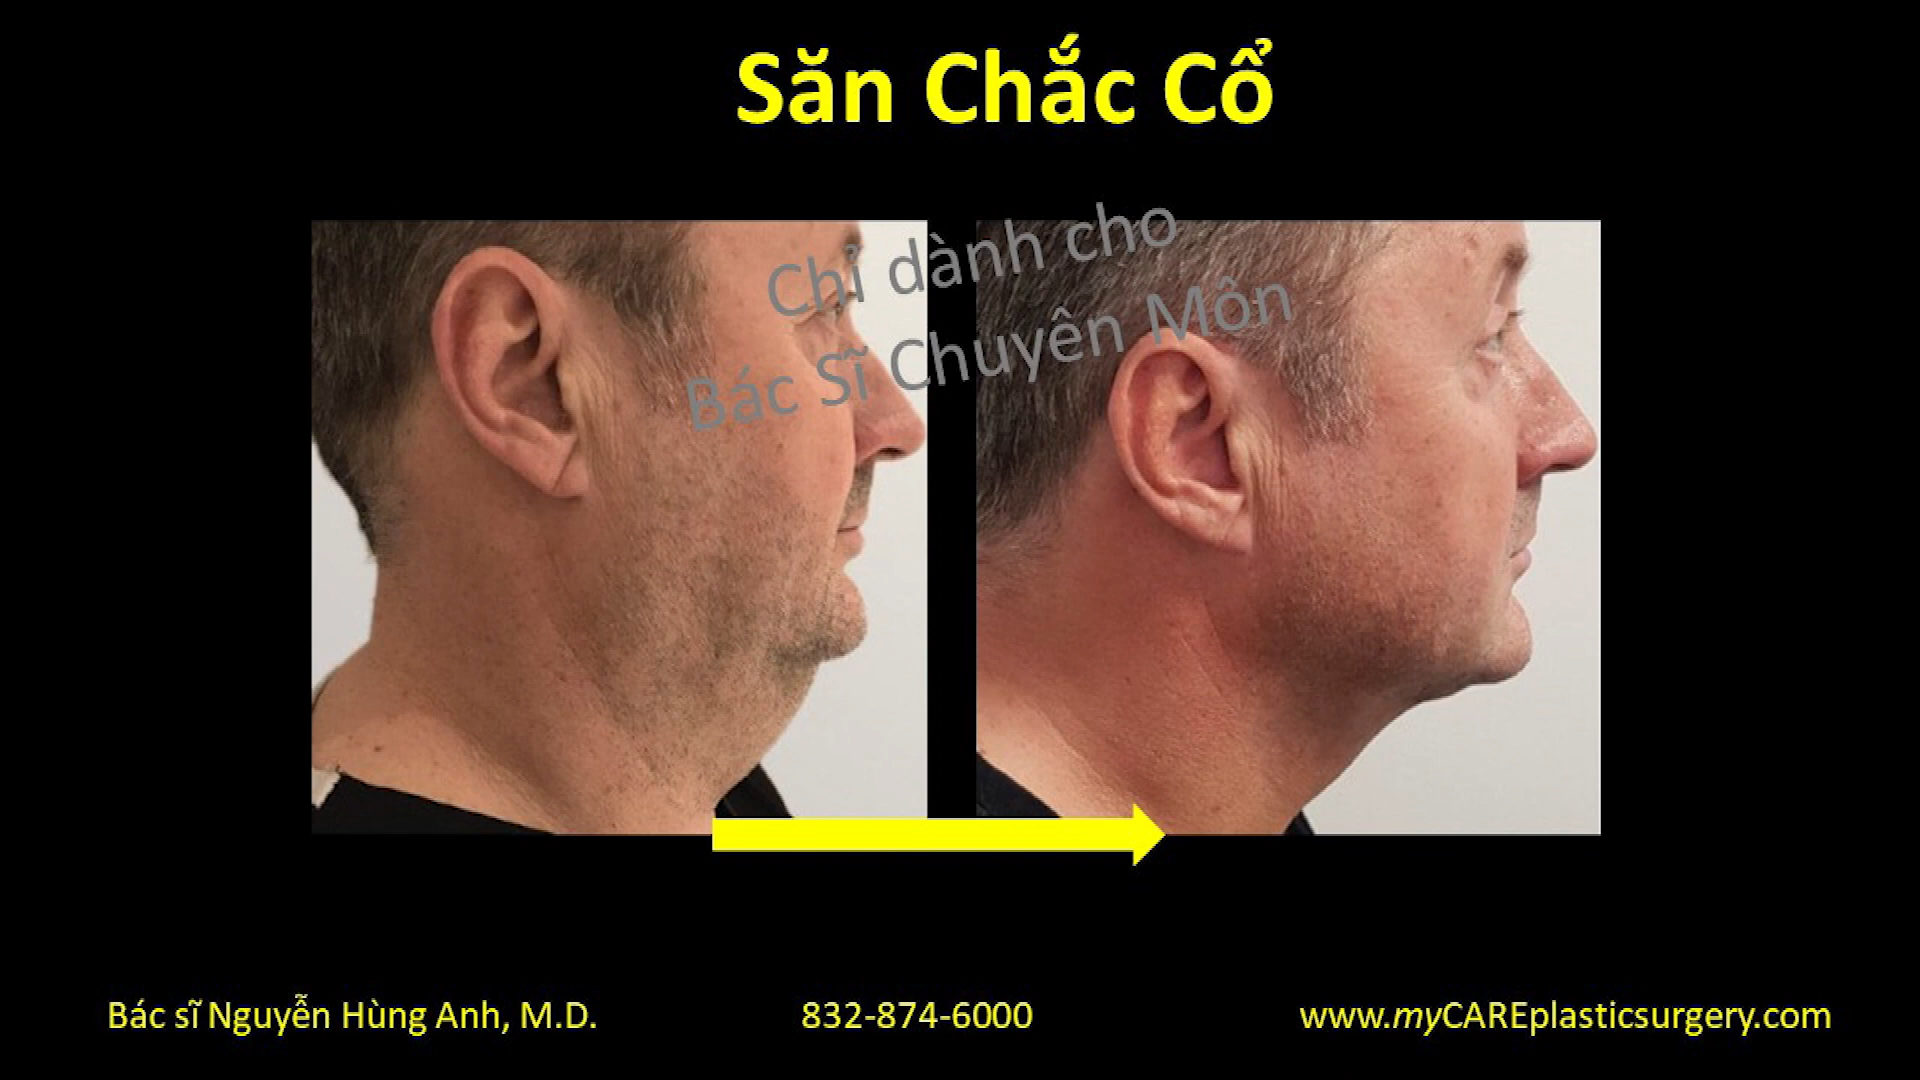 Săn Chắc Cổ
Chỉ dành cho
Bác Sĩ Chuyên Môn
Bác sĩ Nguyễn Hùng Anh, M.D.
832-874-6000
www.myCAREplasticsurgery.com